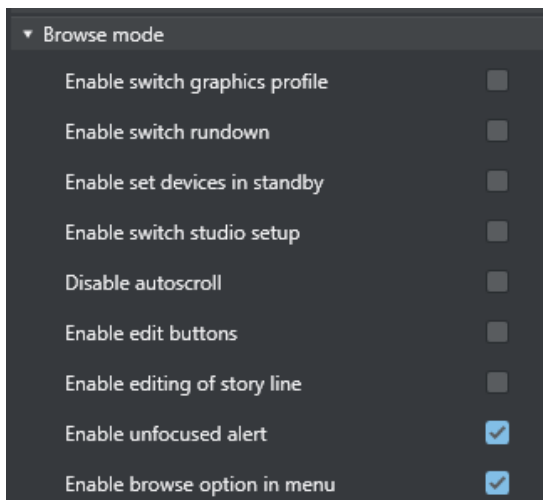 Browse mode
Enable switch graphics profile
Enable switch rundown
Enable set devices in standby
Enable switch studio setup
Disable autoscroll
Enable edit buttons
Enable editing of story line
Enable unfocused alert
Enable browse option in menu